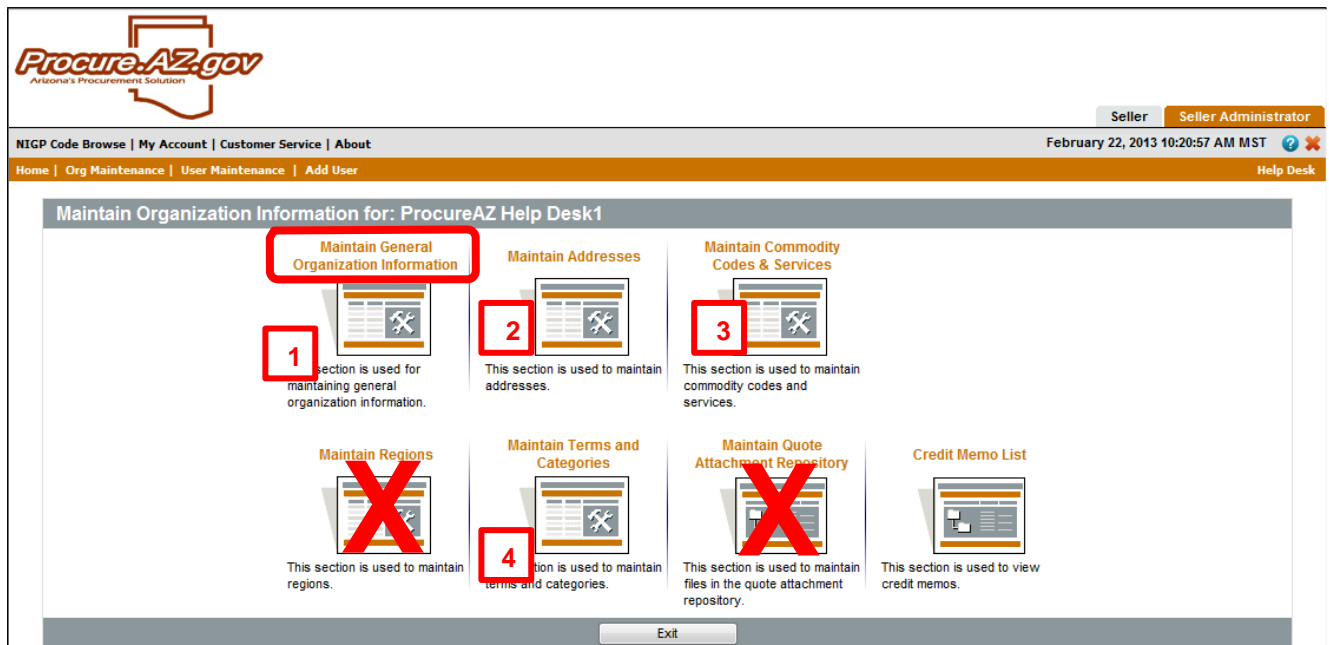 Procure.AZ.gov
Arizona's Procurement Solution
Seller Seller Administrator
NIGP Code Browse | My Account | Customer Service | About
February 22, 2013 10:20:57 AM MST
Home | Org Maintenance | User Maintenance | Add User
Help Desk
Maintain Organization Information for: ProcureAZ Help Desk1
Maintain General
Organization Information
1
section is used for
maintaining general
organization information.
Maintain Addresses
2
This section is used to maintain
addresses.
Maintain Commodity
Codes & Services
3
This section is used to maintain
commodity codes and
services.
Maintain Regions
X
This section is used to maintain
regions.
Maintain Terms and
Categories
4
is used to maintain
terms and categories.
Maintain Quote
Attachment Repository
X
This section is used to maintain
files in the quote attachment
repository.
Credit Memo List
This section is used to view
credit memos.
Exit